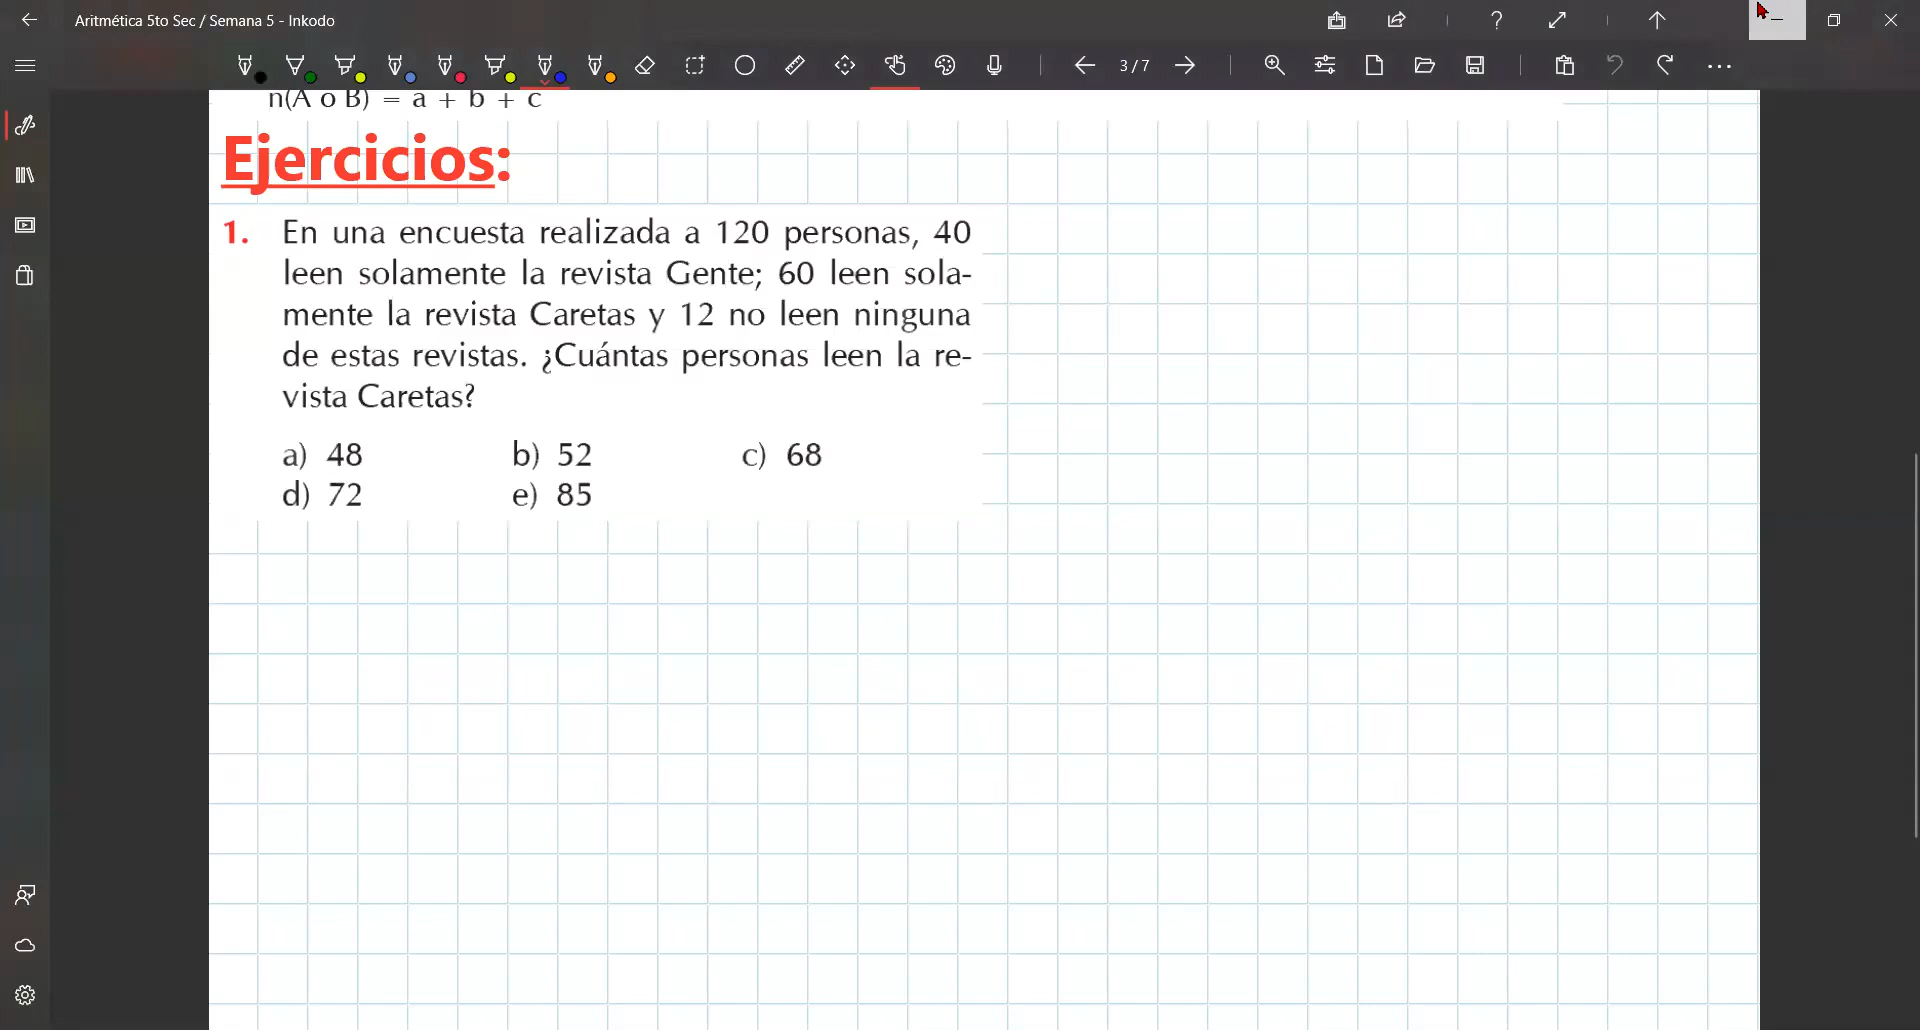 Aritmética 5to Sec / Semana 5 - Inkodo
3 / 7
n(A o B) = a + b + c
Ejercicios:
1. En una encuesta realizada a 120 personas, 40
leen solamente la revista Gente; 60 leen sola-
mente la revista Caretas y 12 no leen ninguna
de estas revistas. ¿Cuántas personas leen la re-
vista Caretas?
a) 48 b) 52 c) 68
d) 72 e) 85